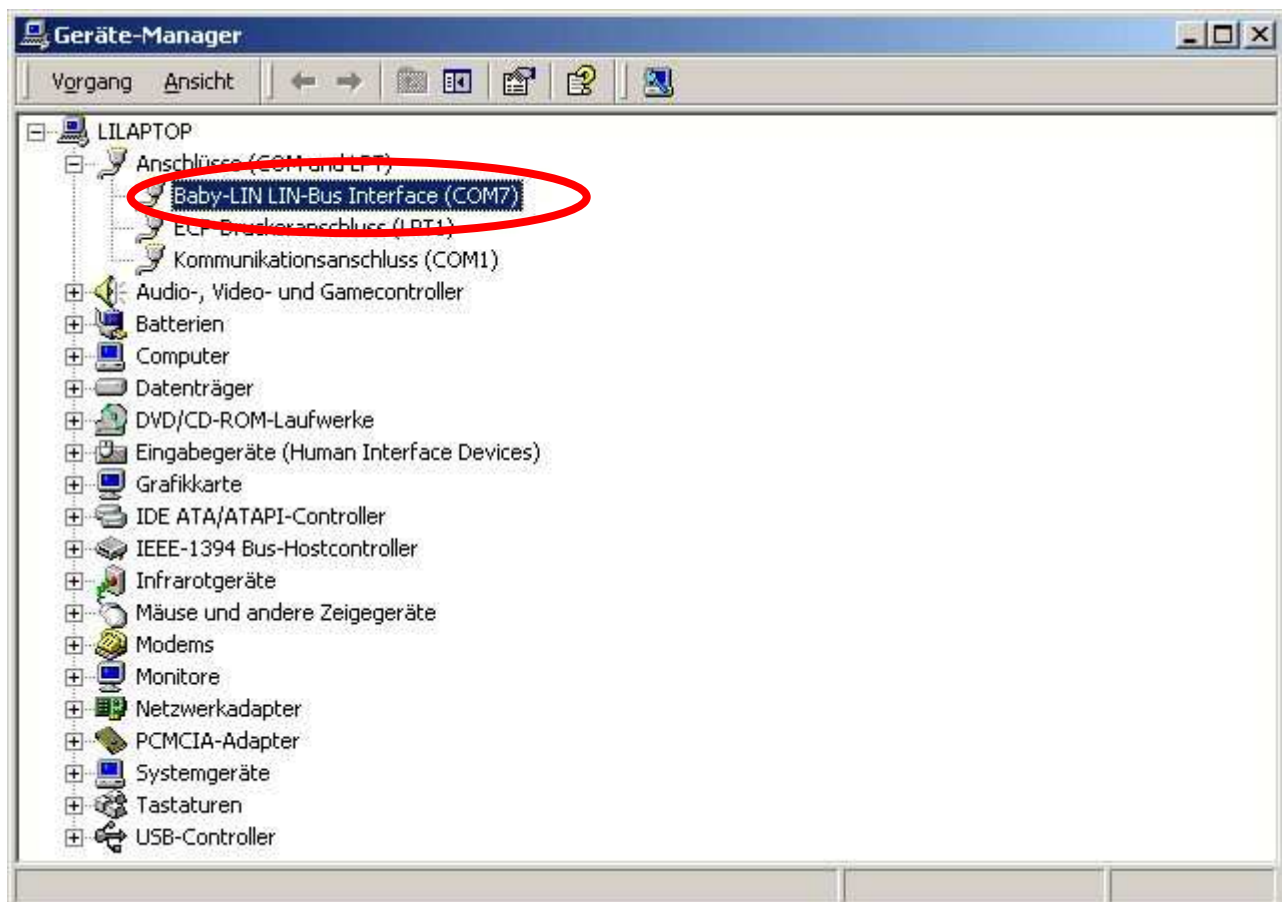 Geräte-Manager
Vorgang Ansicht
LILAPTOP
Anschlüsse (COM und LPT)
Baby-LIN LIN-Bus Interface (COM7)
ECP-Druckeranschluss (LPT1)
Kommunikationsanschluss (COM1)
Audio-, Video- und Gamecontroller
Batterien
Computer
Datenträger
DVD/CD-ROM-Laufwerke
Eingabegeräte (Human Interface Devices)
Grafikkarte
IDE ATA/ATAPI-Controller
IEEE-1394 Bus-Hostcontroller
Infrarotgeräte
Mäuse und andere Zeigegeräte
Modems
Monitore
Netzwerkadapter
PCMCIA-Adapter
Systemgeräte
Tastaturen
USB-Controller